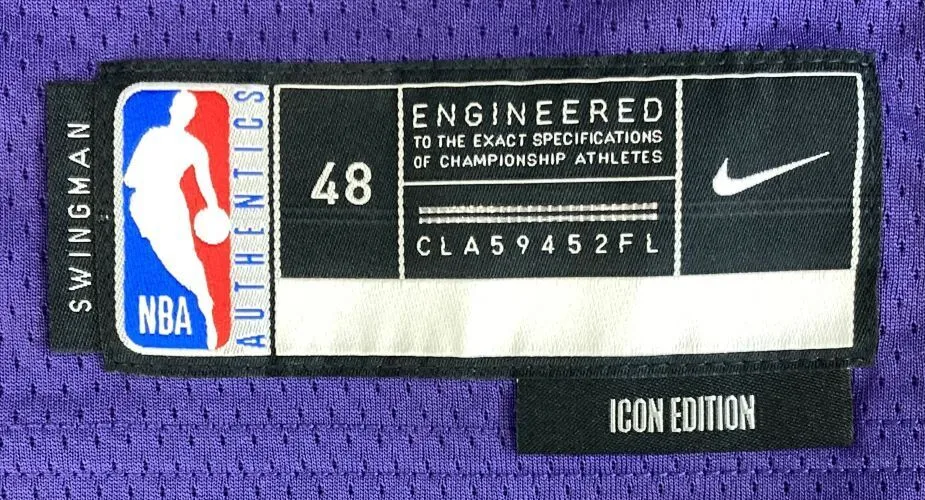 SWINGMAN
NBA
AUTHENTICS
48
ENGINEERED
TO THE EXACT SPECIFICATIONS
OF CHAMPIONSHIP ATHLETES
CLA59452FL
ICON EDITION